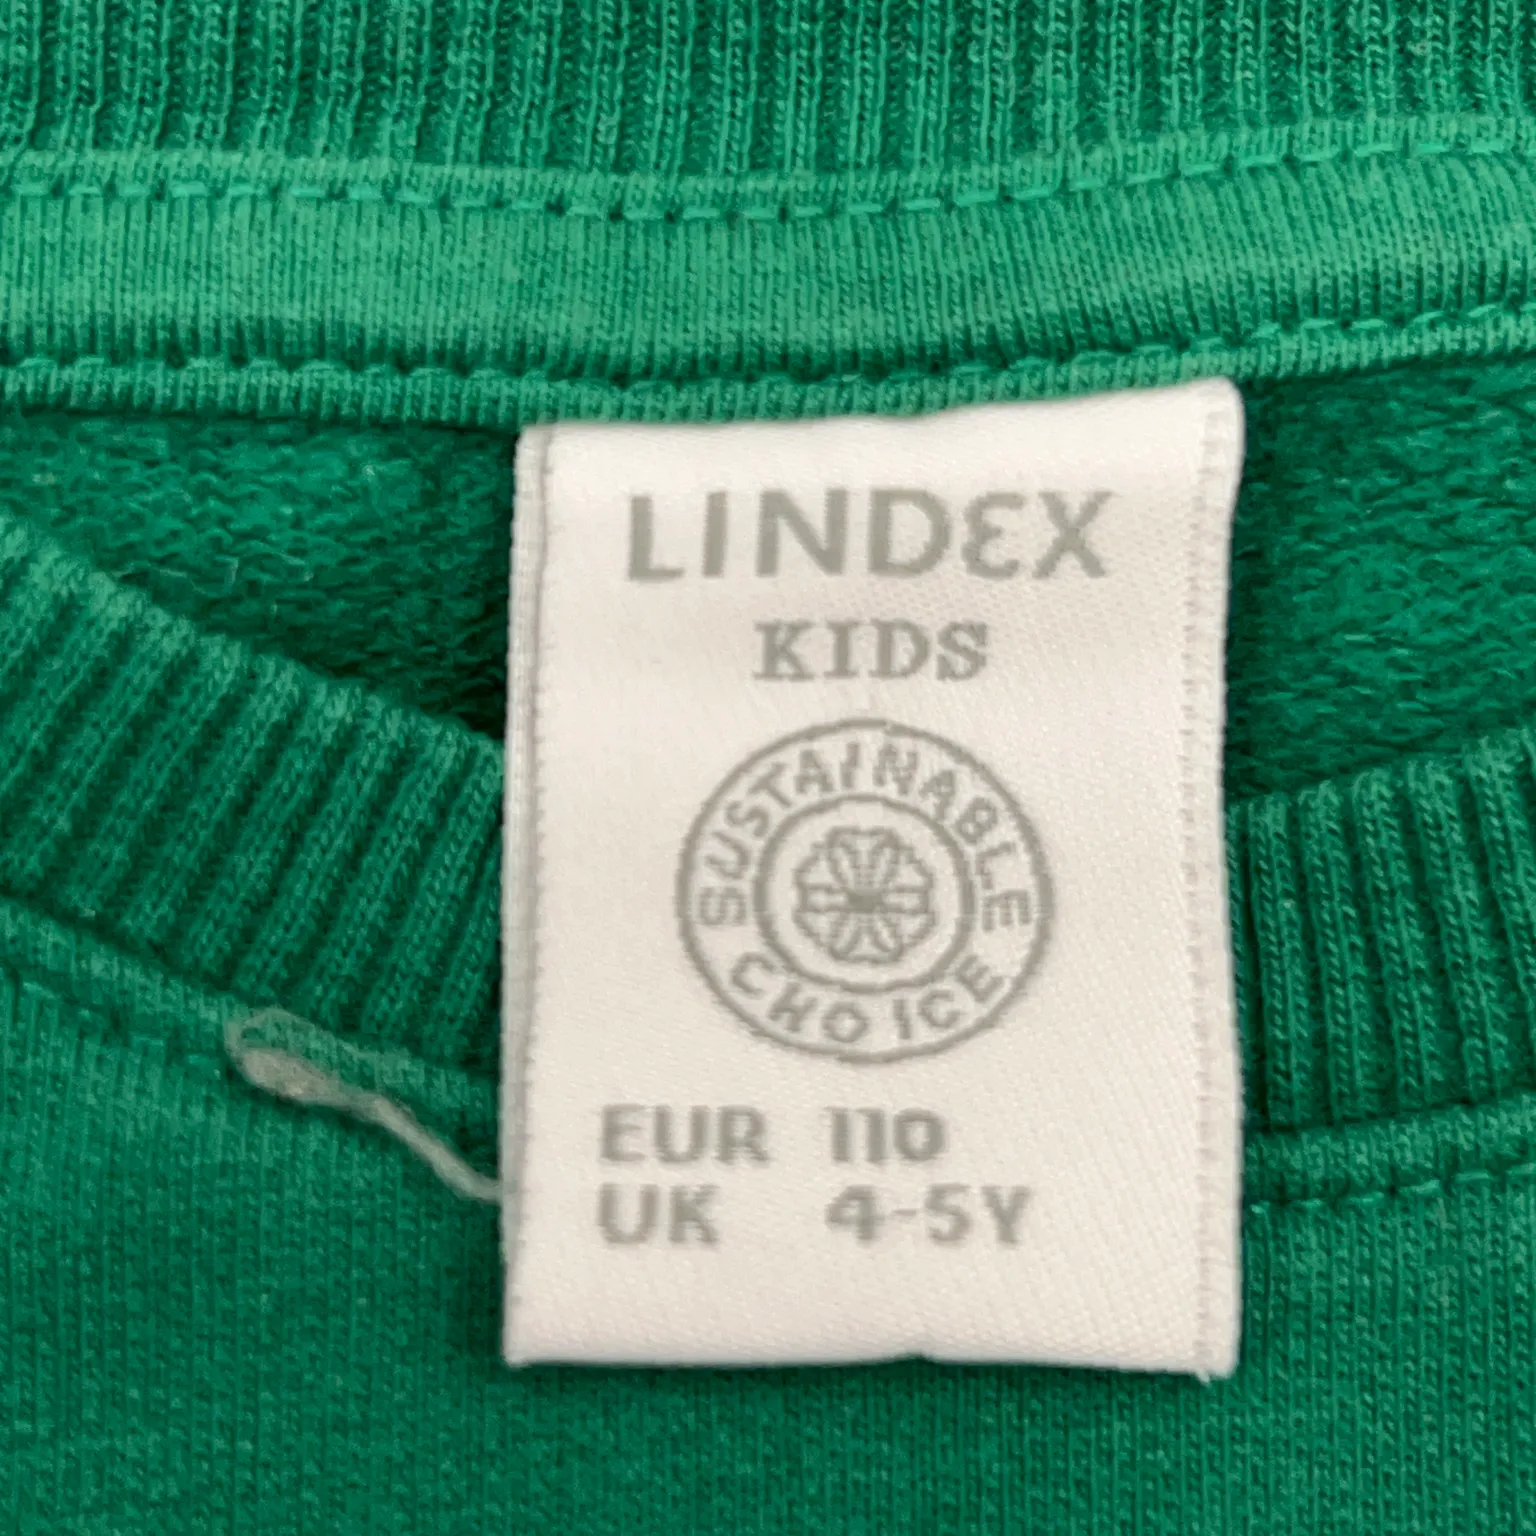 LINDEX
KIDS
SUSTAINABLE
CHOICE
EUR 110
UK 4-5Y